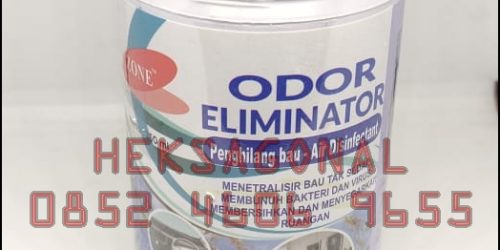 ZONE
ODOR
ELIMINATOR
Penghilang bau - Air Disinfectant
HEKSAGONAL
MENETRALISIR BAU TAK SEDAP
MEMBUNUH BAKTERI DAN VIRUS
0852 9655
MEMBERSIHKAN DAN MENYEGARKAN
RUANGAN